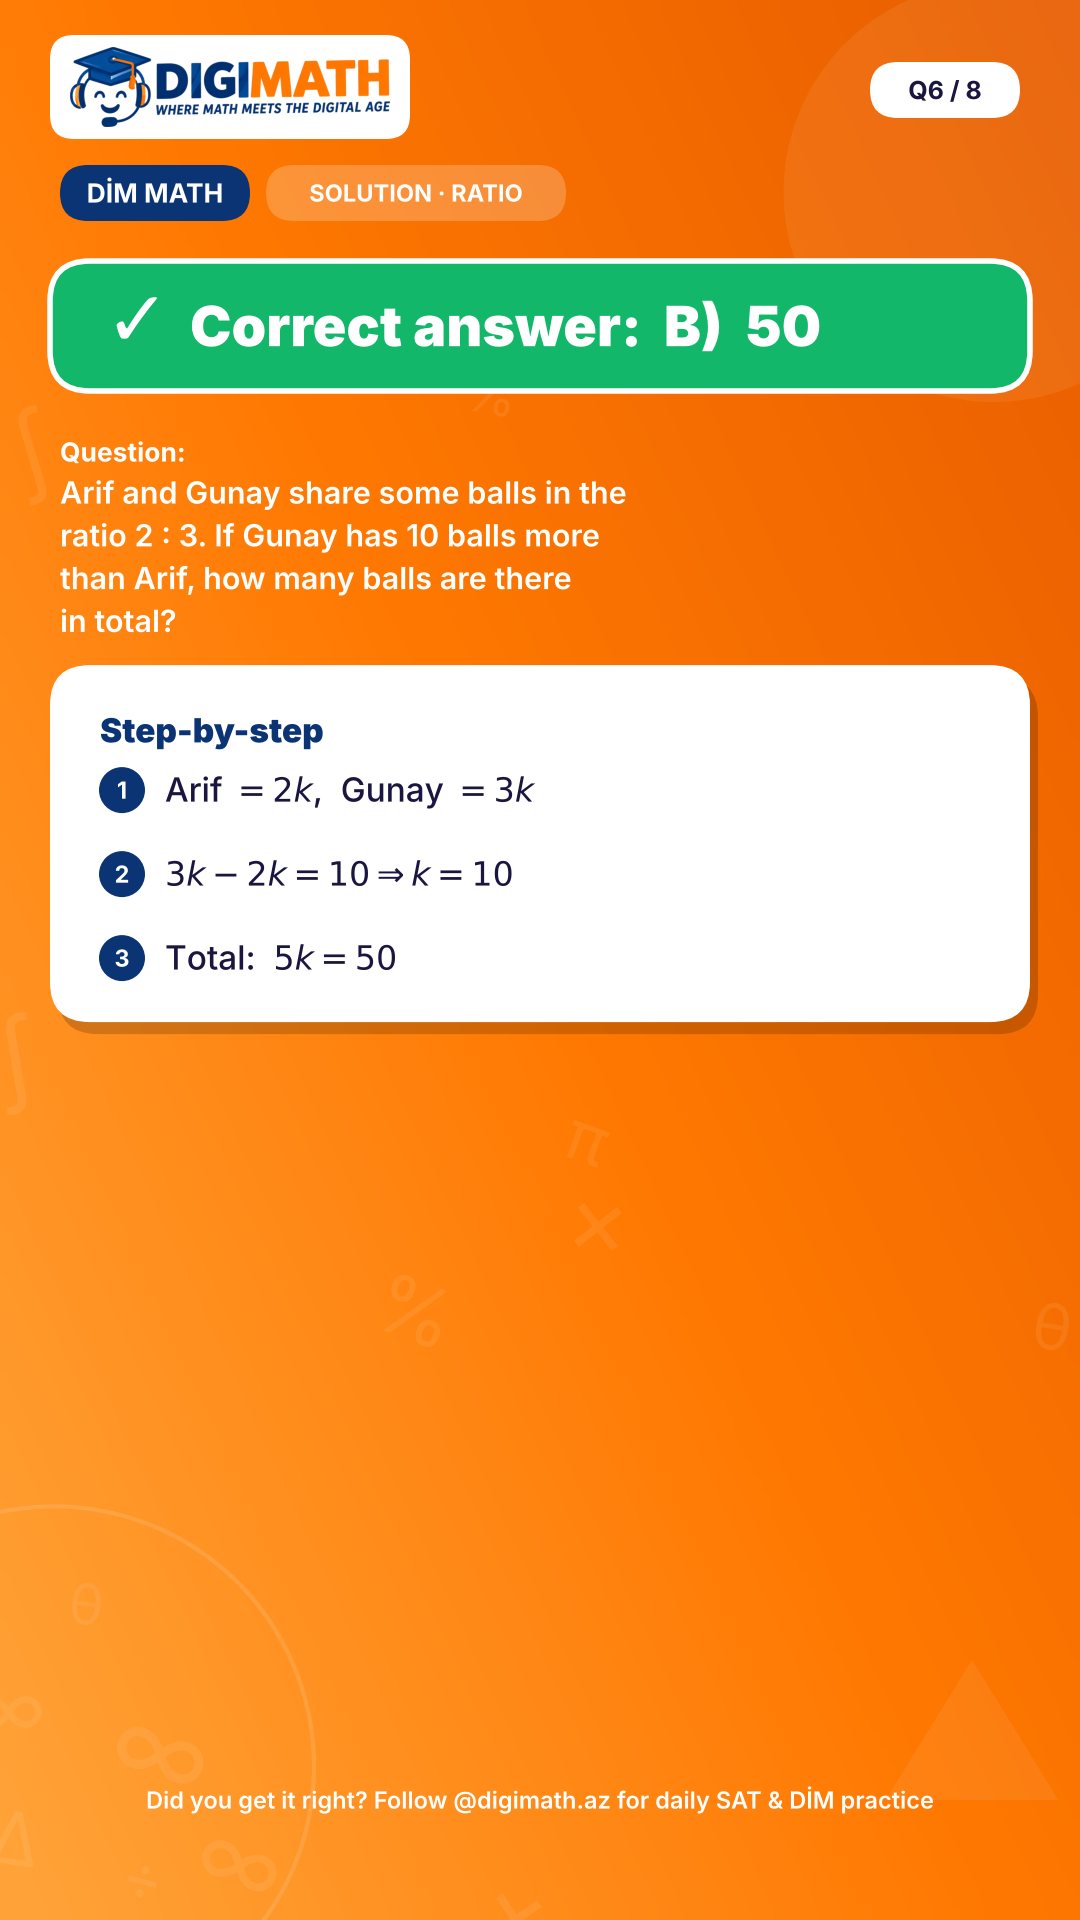 DIGIMATH
WHERE MATH MEETS THE DIGITAL AGE
Q6 / 8
DİM MATH
SOLUTION · RATIO
✓ Correct answer: B) 50
Question:
Arif and Gunay share some balls in the
ratio 2 : 3. If Gunay has 10 balls more
than Arif, how many balls are there
in total?
Step-by-step
1 Arif = 2k, Gunay = 3k
2 3k − 2k = 10 ⇒ k = 10
3 Total: 5k = 50
Did you get it right? Follow @digimath.az for daily SAT & DİM practice